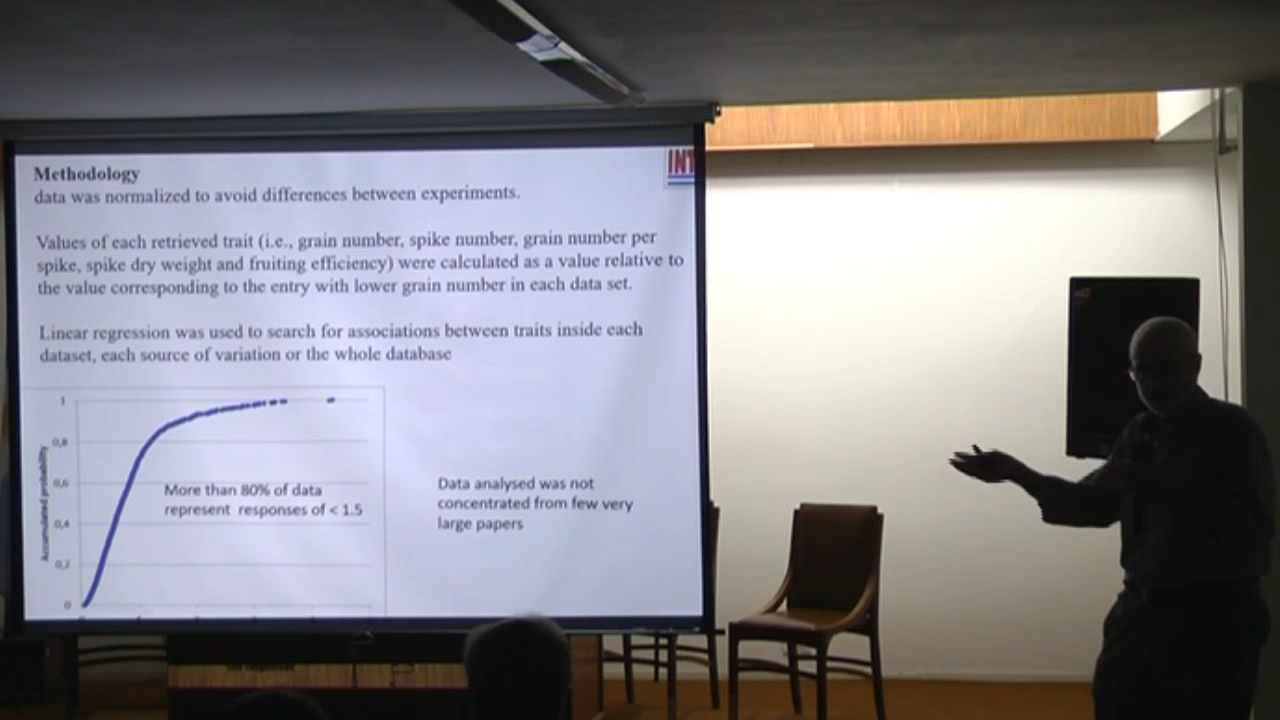 Methodology
data was normalized to avoid differences between experiments.
Values of each retrieved trait (i.e., grain number, spike number, grain number per
spike, spike dry weight and fruiting efficiency) were calculated as a value relative to
the value corresponding to the entry with lower grain number in each data set.
Linear regression was used to search for associations between traits inside each
dataset, each source of variation or the whole database
1
0,8
0,6
0,4
0,2
0
Accumulated probability
More than 80% of data
represent responses of < 1.5
Data analysed was not
concentrated from few very
large papers